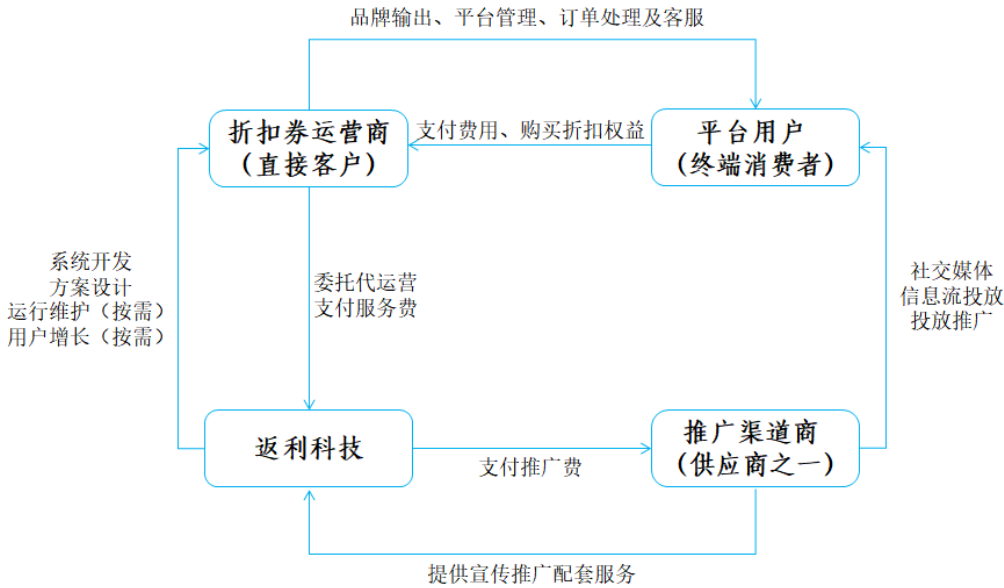 品牌输出、平台管理、订单处理及客服
折扣券运营商
（直接客户）
支付费用、购买折扣权益
平台用户
（终端消费者）
系统开发
方案设计
运行维护（按需）
用户增长（按需）
委托代运营
支付服务费
社交媒体
信息流投放
投放推广
返利科技
支付推广费
推广渠道商
（供应商之一）
提供宣传推广配套服务